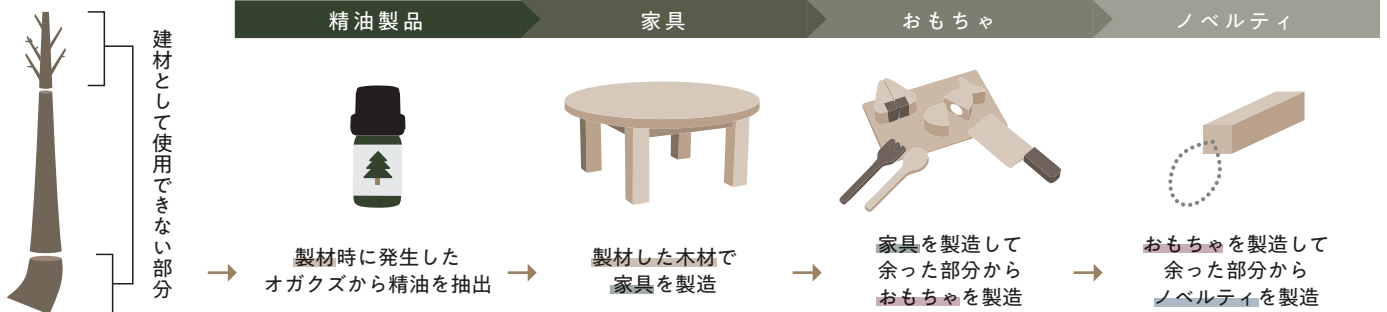 建材として使用できない部分
精油製品
家具
おもちゃ
ノベルティ
製材時に発生した
オガクズから精油を抽出
製材した木材で
家具を製造
家具を製造して
余った部分から
おもちゃを製造
おもちゃを製造して
余った部分から
ノベルティを製造